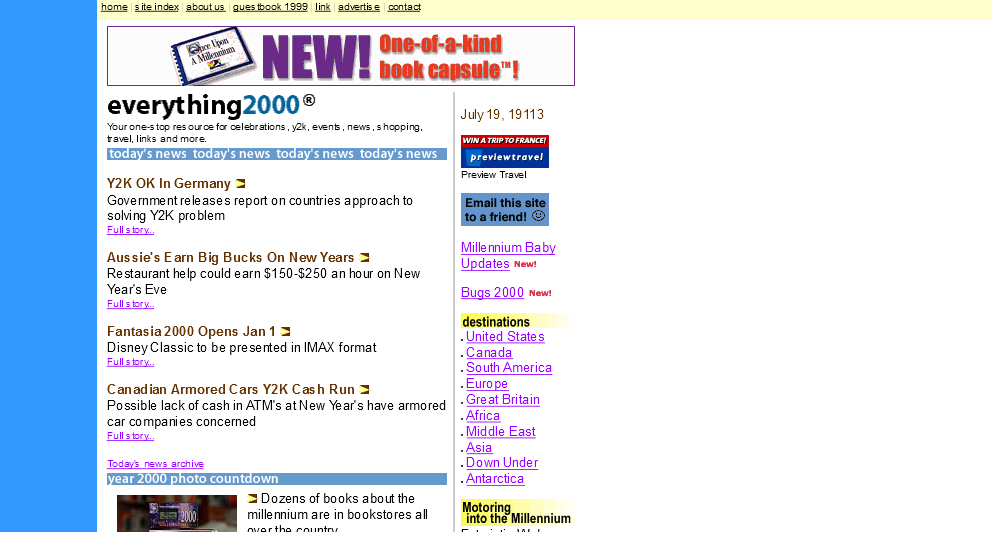 home | site index | about us | guestbook 1999 | link | advertise | contact
Once Upon
A Millennium
NEW! One-of-a-kind
book capsule™!
everything2000®
Your one-stop resource for celebrations, y2k, events, news, shopping,
travel, links and more.
today's news today's news today's news today's news
Y2K OK In Germany
Government releases report on countries approach to
solving Y2K problem
Full story...
Aussie's Earn Big Bucks On New Years
Restaurant help could earn $150-$250 an hour on New
Year's Eve
Full story...
Fantasia 2000 Opens Jan 1
Disney Classic to be presented in IMAX format
Full story...
Canadian Armored Cars Y2K Cash Run
Possible lack of cash in ATM's at New Year's have armored
car companies concerned
Full story...
Today's news archive
year 2000 photo countdown
2000
Dozens of books about the
millennium are in bookstores all
over the country
July 19, 19113
WIN A TRIP TO FRANCE!
previewtravel
Preview Travel
Email this site
to a friend!
Millennium Baby
Updates New!
Bugs 2000 New!
destinations
. United States
. Canada
. South America
. Europe
. Great Britain
. Africa
. Middle East
. Asia
. Down Under
. Antarctica
Motoring
into the Millennium